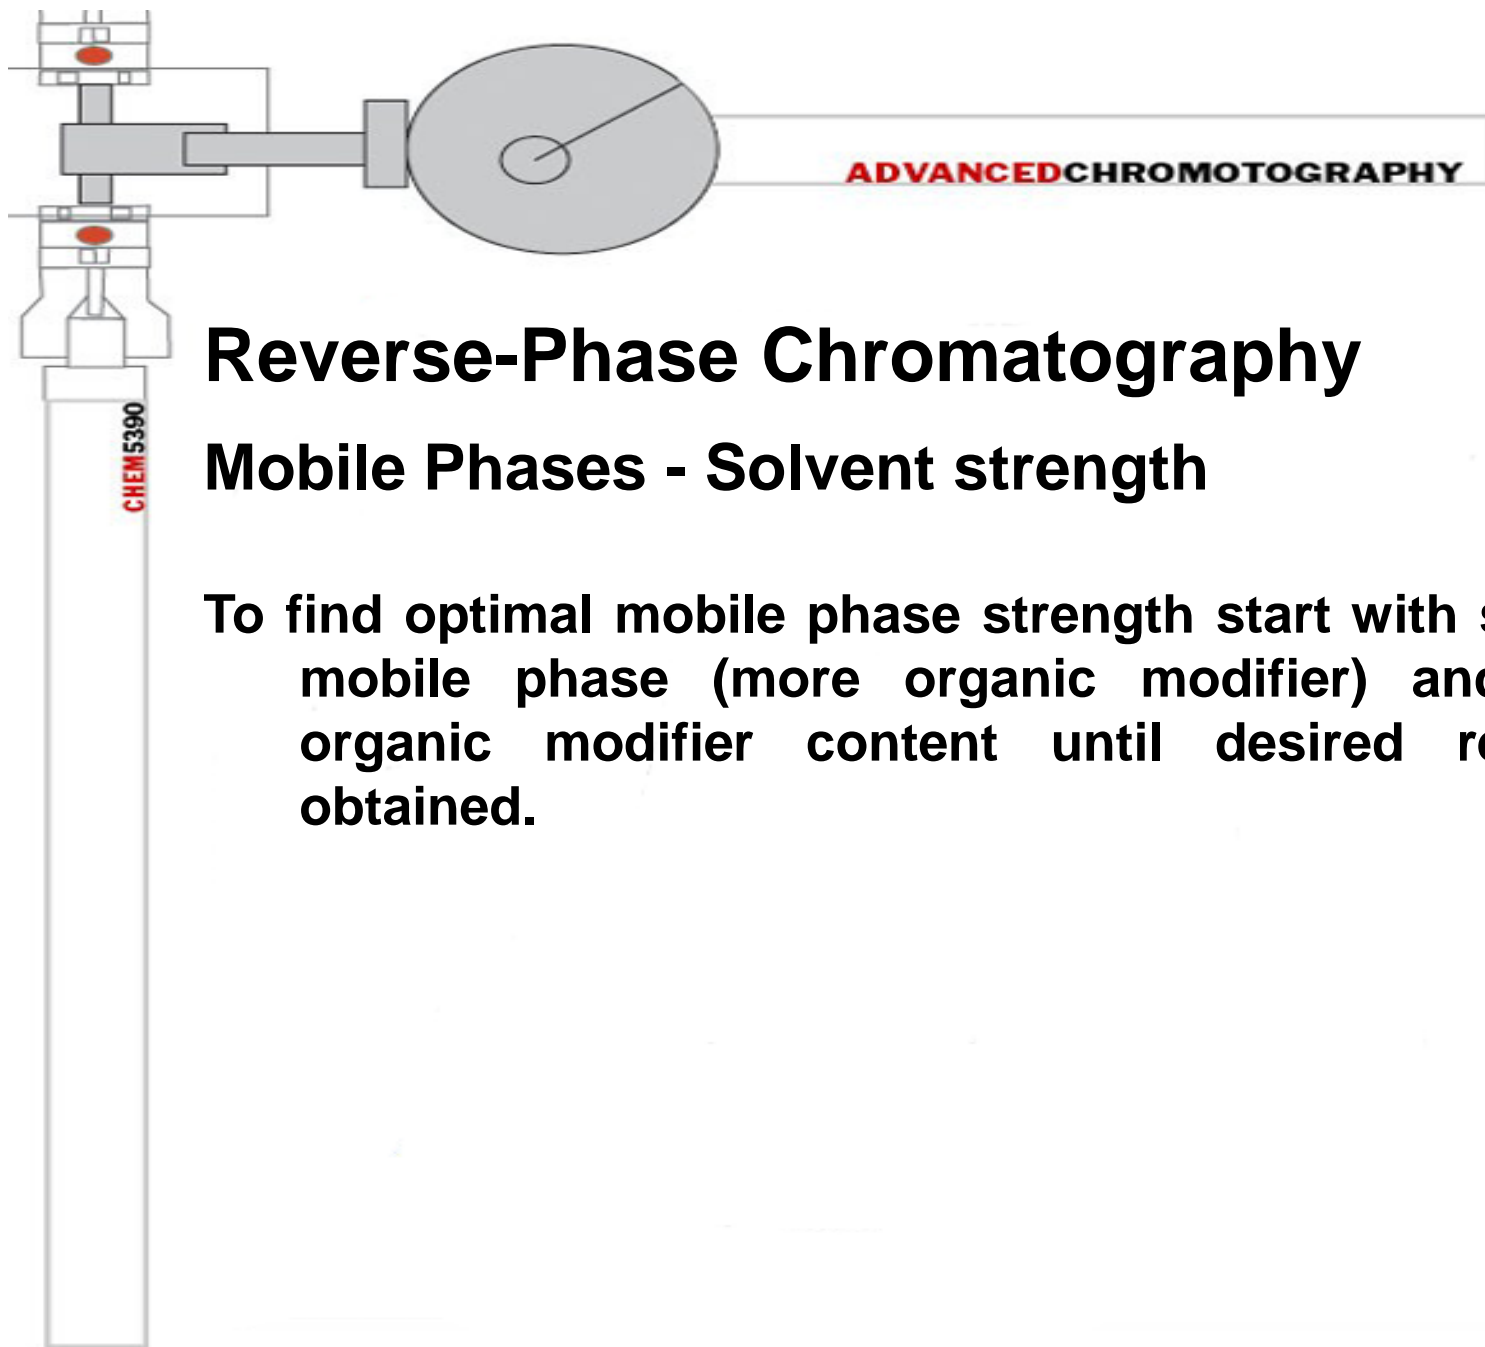 ADVANCEDCHROMOTOGRAPHY
Reverse-Phase Chromatography
CHEM5390
Mobile Phases - Solvent strength
To find optimal mobile phase strength start with
mobile phase (more organic modifier)
organic modifier content until desired
obtained.